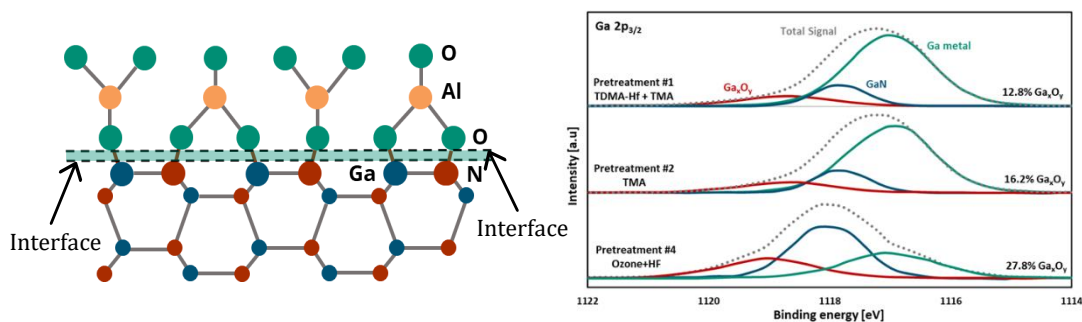 O
Al
O
Ga
N
Interface
Interface
Ga 2p3/2
Total Signal
Ga metal
Pretreatment #1
TDMA-Hf + TMA
GaxOy
GaN
12.8% GaxOy
Pretreatment #2
TMA
16.2% GaxOy
Pretreatment #4
Ozone+HF
27.8% GaxOy
Intensity [a.u]
1122
1120
1118
1116
1114
Binding energy [eV]